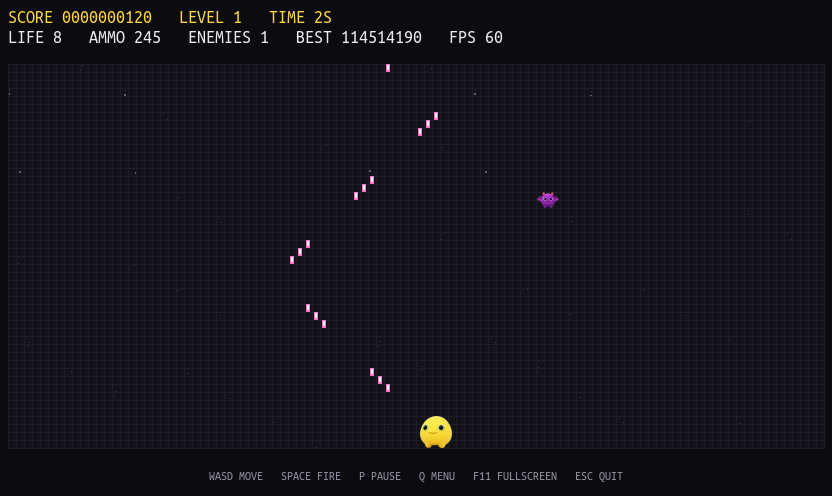 SCORE 0000000120 LEVEL 1 TIME 2S
LIFE 8 AMMO 245 ENEMIES 1 BEST 114514190 FPS 60
WASD MOVE SPACE FIRE P PAUSE Q MENU F11 FULLSCREEN ESC QUIT